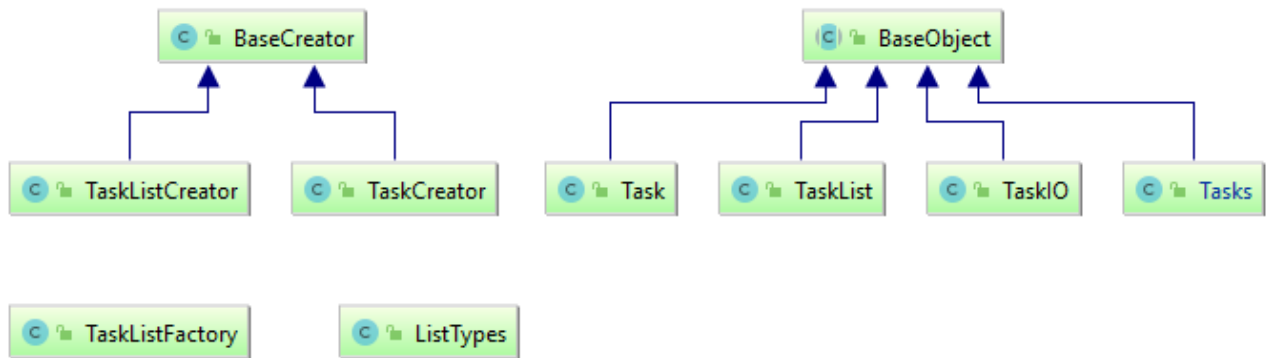 C BaseCreator
C BaseObject
C TaskListCreator
C TaskCreator
C Task
C TaskList
C TaskIO
C Tasks
C TaskListFactory
C ListTypes